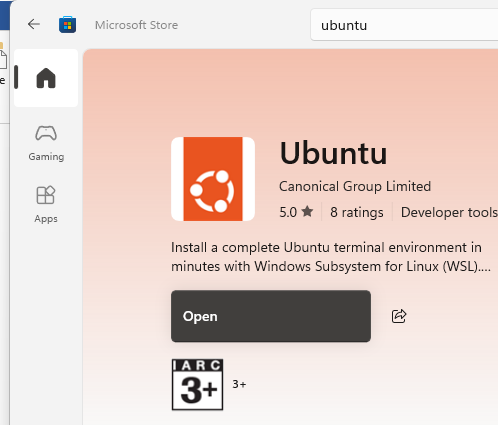 Microsoft Store
ubuntu
e
Gaming
Apps
Ubuntu
Canonical Group Limited
5.0 ★ 8 ratings Developer tools
Install a complete Ubuntu terminal environment in
minutes with Windows Subsystem for Linux (WSL)....
Open
IARC
3+
3+